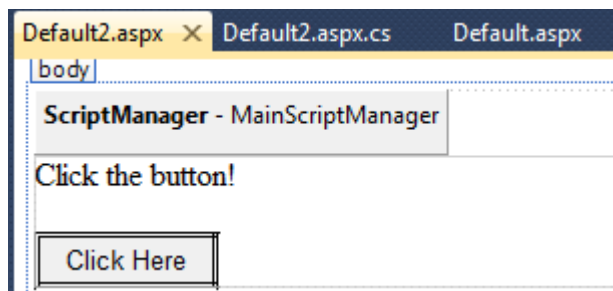 Default2.aspx Default2.aspx.cs Default.aspx
body
ScriptManager - MainScriptManager
Click the button!
Click Here